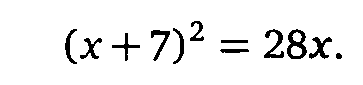 (x + 7)² = 28x.